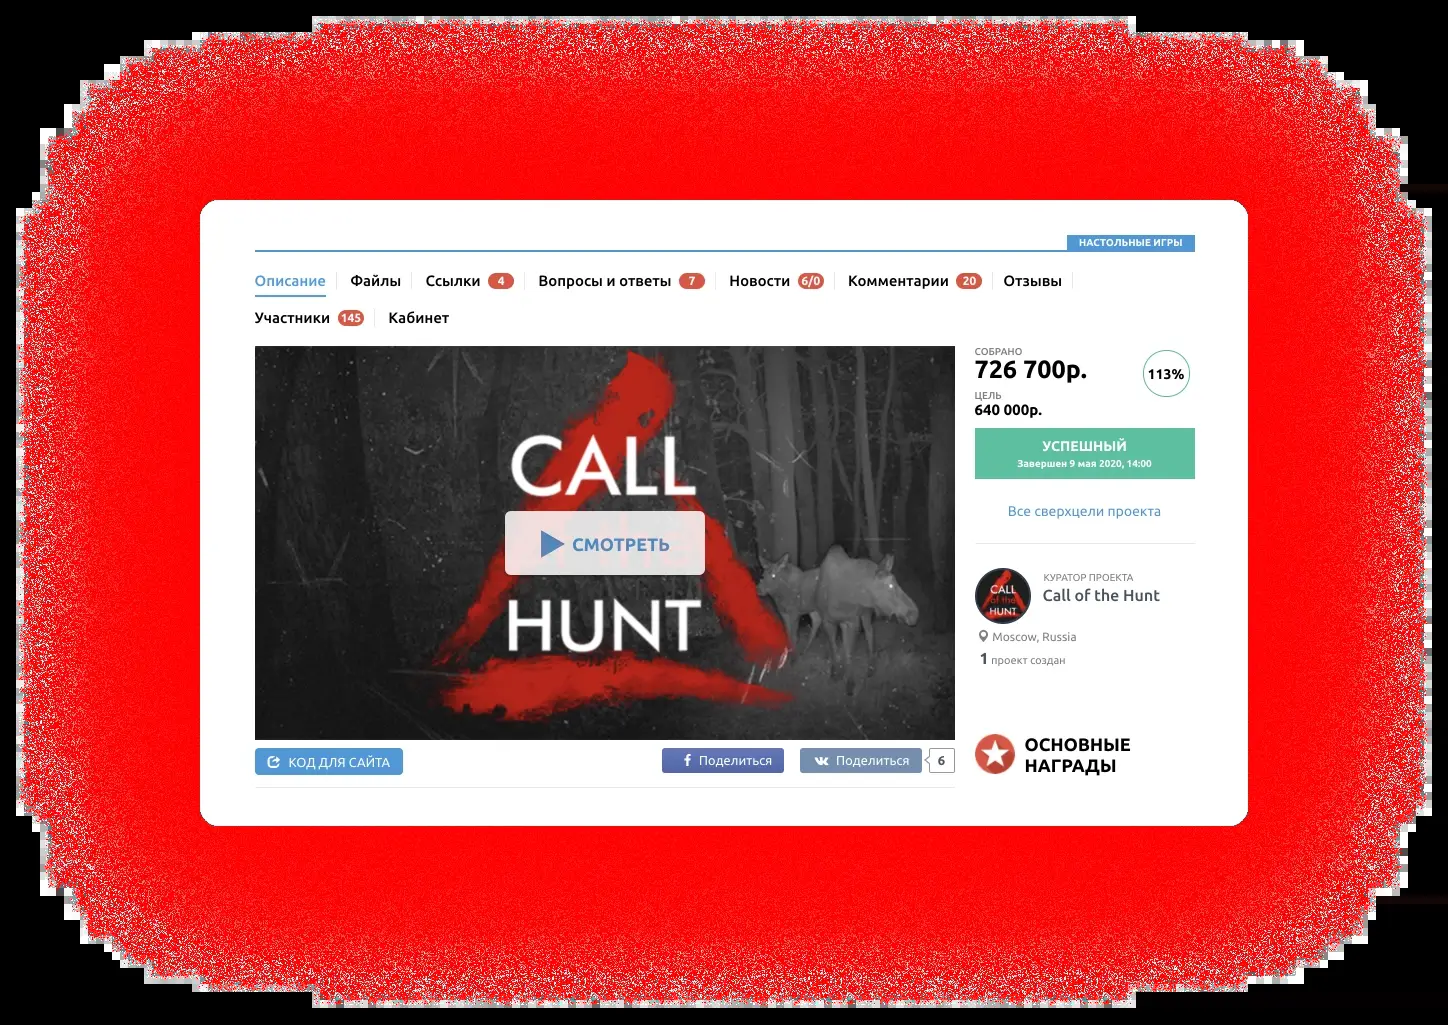 НАСТОЛЬНЫЕ ИГРЫ
Описание Файлы Ссылки 4 Вопросы и ответы 7 Новости 6/0 Комментарии 20 Отзывы
Участники 145 Кабинет
CALL
СМОТРЕТЬ
HUNT
КОД ДЛЯ САЙТА Поделиться Поделиться 6
СОБРАНО
726 700р.
113%
ЦЕЛЬ
640 000р.
УСПЕШНЫЙ
Завершен 9 мая 2020, 14:00
Все сверхцели проекта
CALL
of the
HUNT
КУРАТОР ПРОЕКТА
Call of the Hunt
Moscow, Russia
1 проект создан
ОСНОВНЫЕ
НАГРАДЫ